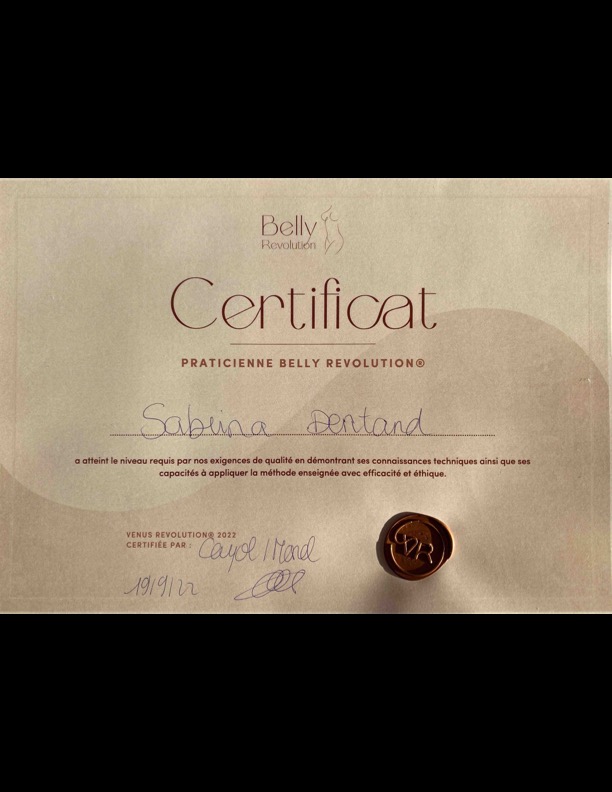 Belly
Revolution
Certificat
PRATICIENNE BELLY REVOLUTION®
Sabrina Dentand
a atteint le niveau requis par nos exigences de qualité en démontrant ses connaissances techniques ainsi que ses
capacités à appliquer la méthode enseignée avec efficacité et éthique.
VENUS REVOLUTION® 2022
CERTIFIÉE PAR :
19/9/22
VR